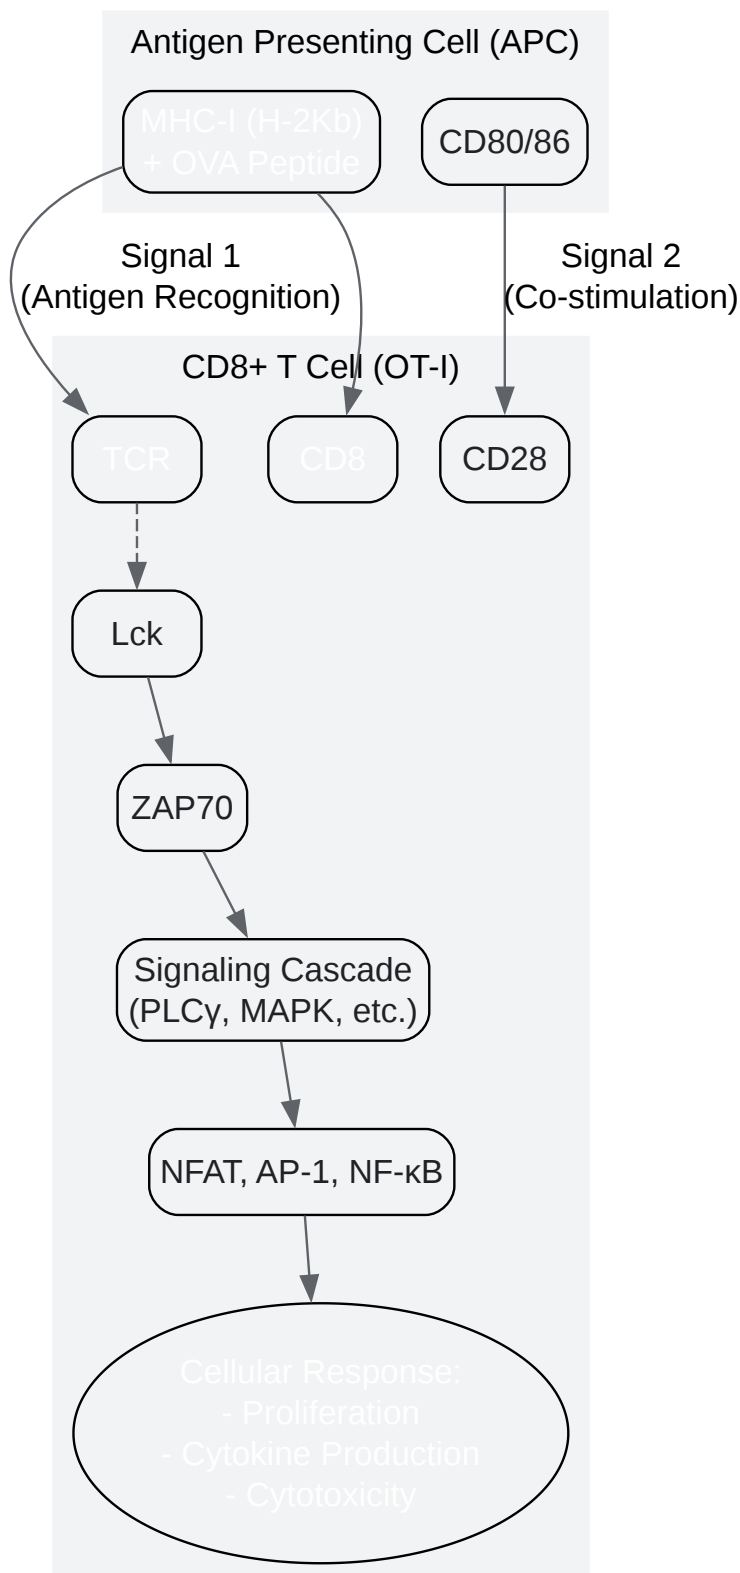 Antigen Presenting Cell (APC)
MHC-I (H-2Kb)
+ OVA Peptide
CD80/86
Signal 1
(Antigen Recognition)
Signal 2
(Co-stimulation)
CD8+ T Cell (OT-I)
TCR
CD8
CD28
Lck
ZAP70
Signaling Cascade
(PLCγ, MAPK, etc.)
NFAT, AP-1, NF-κB
Cellular Response:
- Proliferation
- Cytokine Production
- Cytotoxicity